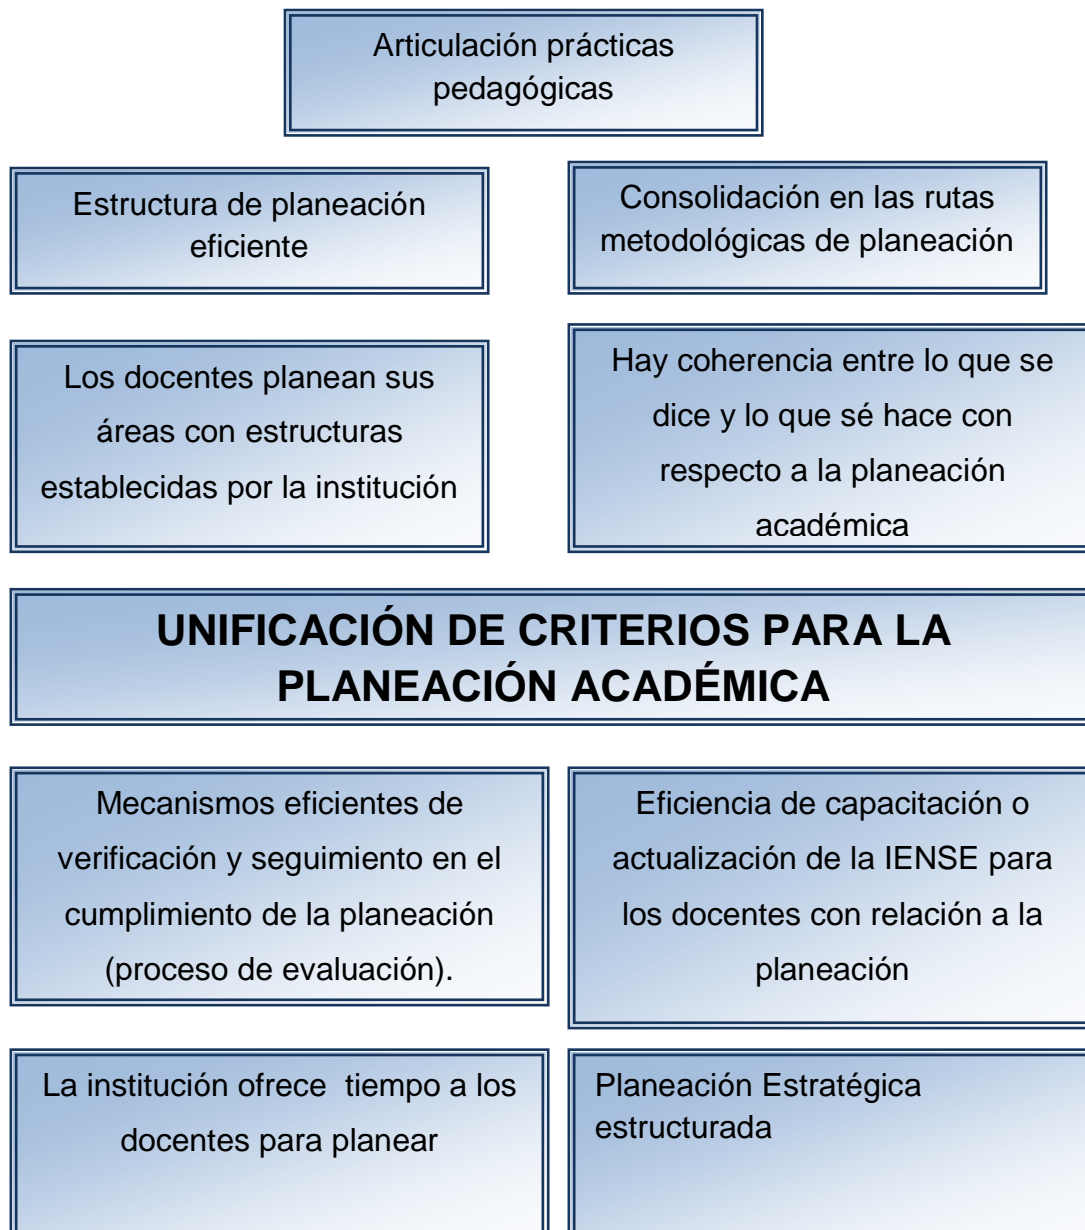 Articulación prácticas
pedagógicas
Estructura de planeación
eficiente
Consolidación en las rutas
metodológicas de planeación
Los docentes planean sus
áreas con estructuras
establecidas por la institución
Hay coherencia entre lo que se
dice y lo que sé hace con
respecto a la planeación
académica
UNIFICACIÓN DE CRITERIOS PARA LA
PLANEACIÓN ACADÉMICA
Mecanismos eficientes de
verificación y seguimiento en el
cumplimiento de la planeación
(proceso de evaluación).
Eficiencia de capacitación o
actualización de la IENSE para
los docentes con relación a la
planeación
La institución ofrece  tiempo a los
docentes para planear
Planeación Estratégica
estructurada